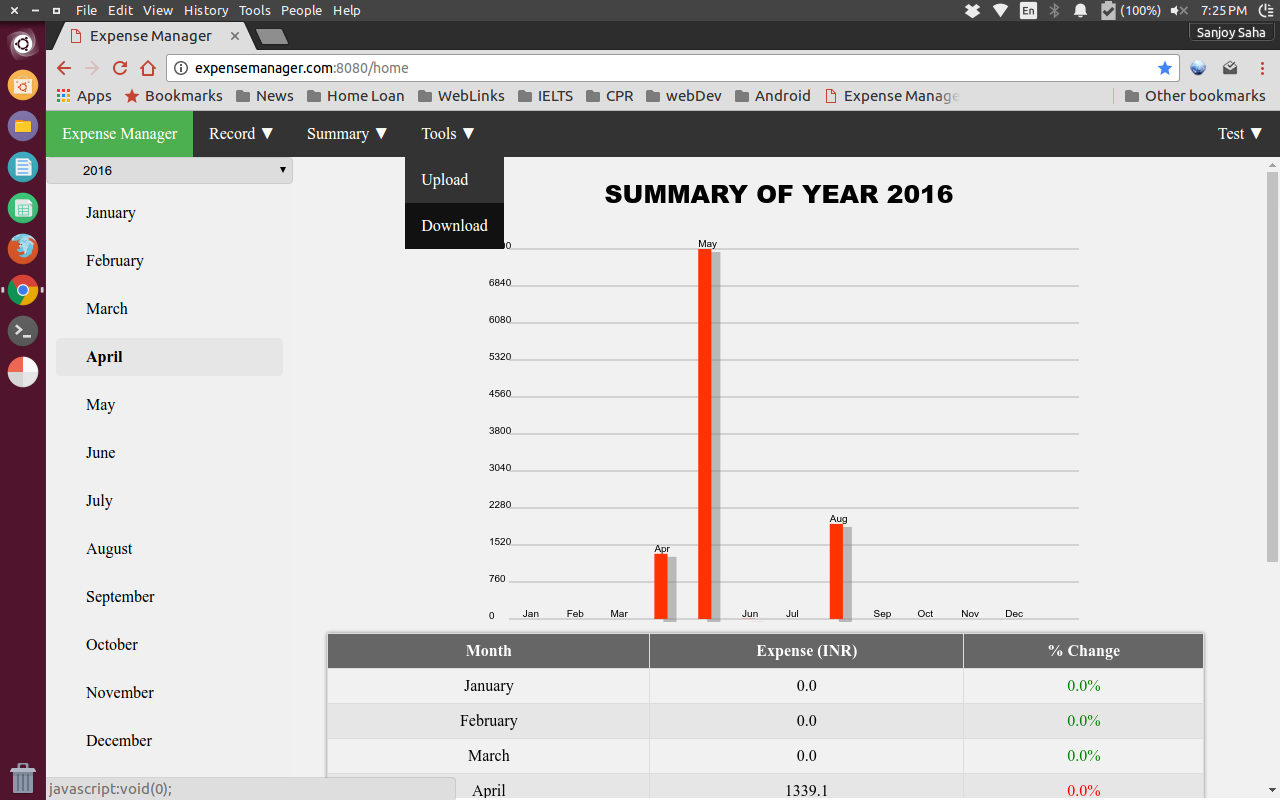 File Edit View History Tools People Help En (100%) 7:25 PM
Expense Manager Sanjoy Saha
expensemanager.com:8080/home
Apps Bookmarks News Home Loan WebLinks IELTS CPR webDev Android Expense Manage Other bookmarks
Expense Manager Record ▼ Summary ▼ Tools ▼ Test ▼
2016
Upload
Download
SUMMARY OF YEAR 2016
January
February
March
April
May
June
July
August
September
October
November
December
May
6840
6080
5320
4560
3800
3040
2280
Aug
1520
Apr
760
0 Jan Feb Mar Jun Jul Sep Oct Nov Dec
Month Expense (INR) % Change
January 0.0 0.0%
February 0.0 0.0%
March 0.0 0.0%
April 1339.1 0.0%
javascript:void(0);